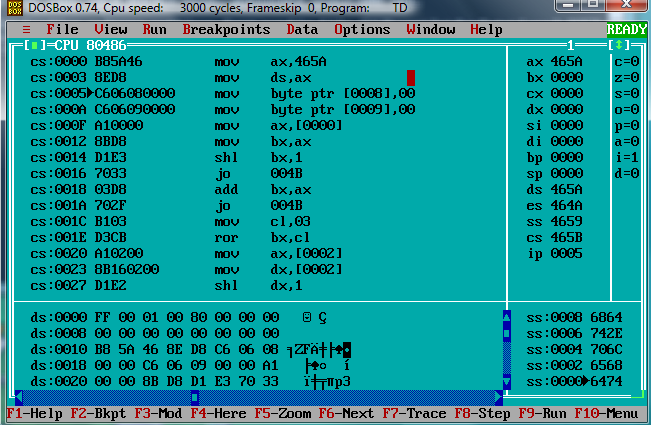 DOSBox 0.74, Cpu speed: 3000 cycles, Frameskip 0, Program: TD
≡ File View Run Breakpoints Data Options Window Help READY
[■]=CPU 80486 1 [↕]
cs:0000 B85A46 mov ax,465A ax 465A c=0
cs:0003 8ED8 mov ds,ax bx 0000 z=0
cs:0005►C606080000 mov byte ptr [0008],00 cx 0000 s=0
cs:000A C606090000 mov byte ptr [0009],00 dx 0000 o=0
cs:000F A10000 mov ax,[0000] si 0000 p=0
cs:0012 8BD8 mov bx,ax di 0000 a=0
cs:0014 D1E3 shl bx,1 bp 0000 i=1
cs:0016 7033 jo 004B sp 0000 d=0
cs:0018 03D8 add bx,ax ds 465A
cs:001A 702F jo 004B es 464A
cs:001C B103 mov cl,03 ss 4659
cs:001E D3CB ror bx,cl cs 465B
cs:0020 A10200 mov ax,[0002] ip 0005
cs:0023 8B160200 mov dx,[0002]
cs:0027 D1E2 shl dx,1
ds:0000 FF 00 01 00 80 00 00 00 ☺ Ç ss:0008 6864
ds:0008 00 00 00 00 00 00 00 00 ss:0006 742E
ds:0010 B8 5A 46 8E D8 C6 06 08 ╕ZFÄ╪╞♠◘ ss:0004 706C
ds:0018 00 00 C6 06 09 00 00 A1 ╞♠○ í ss:0002 6568
ds:0020 00 00 8B D8 D1 E3 70 33 ï╪╤πp3 ss:0000►6474
F1-Help F2-Bkpt F3-Mod F4-Here F5-Zoom F6-Next F7-Trace F8-Step F9-Run F10-Menu